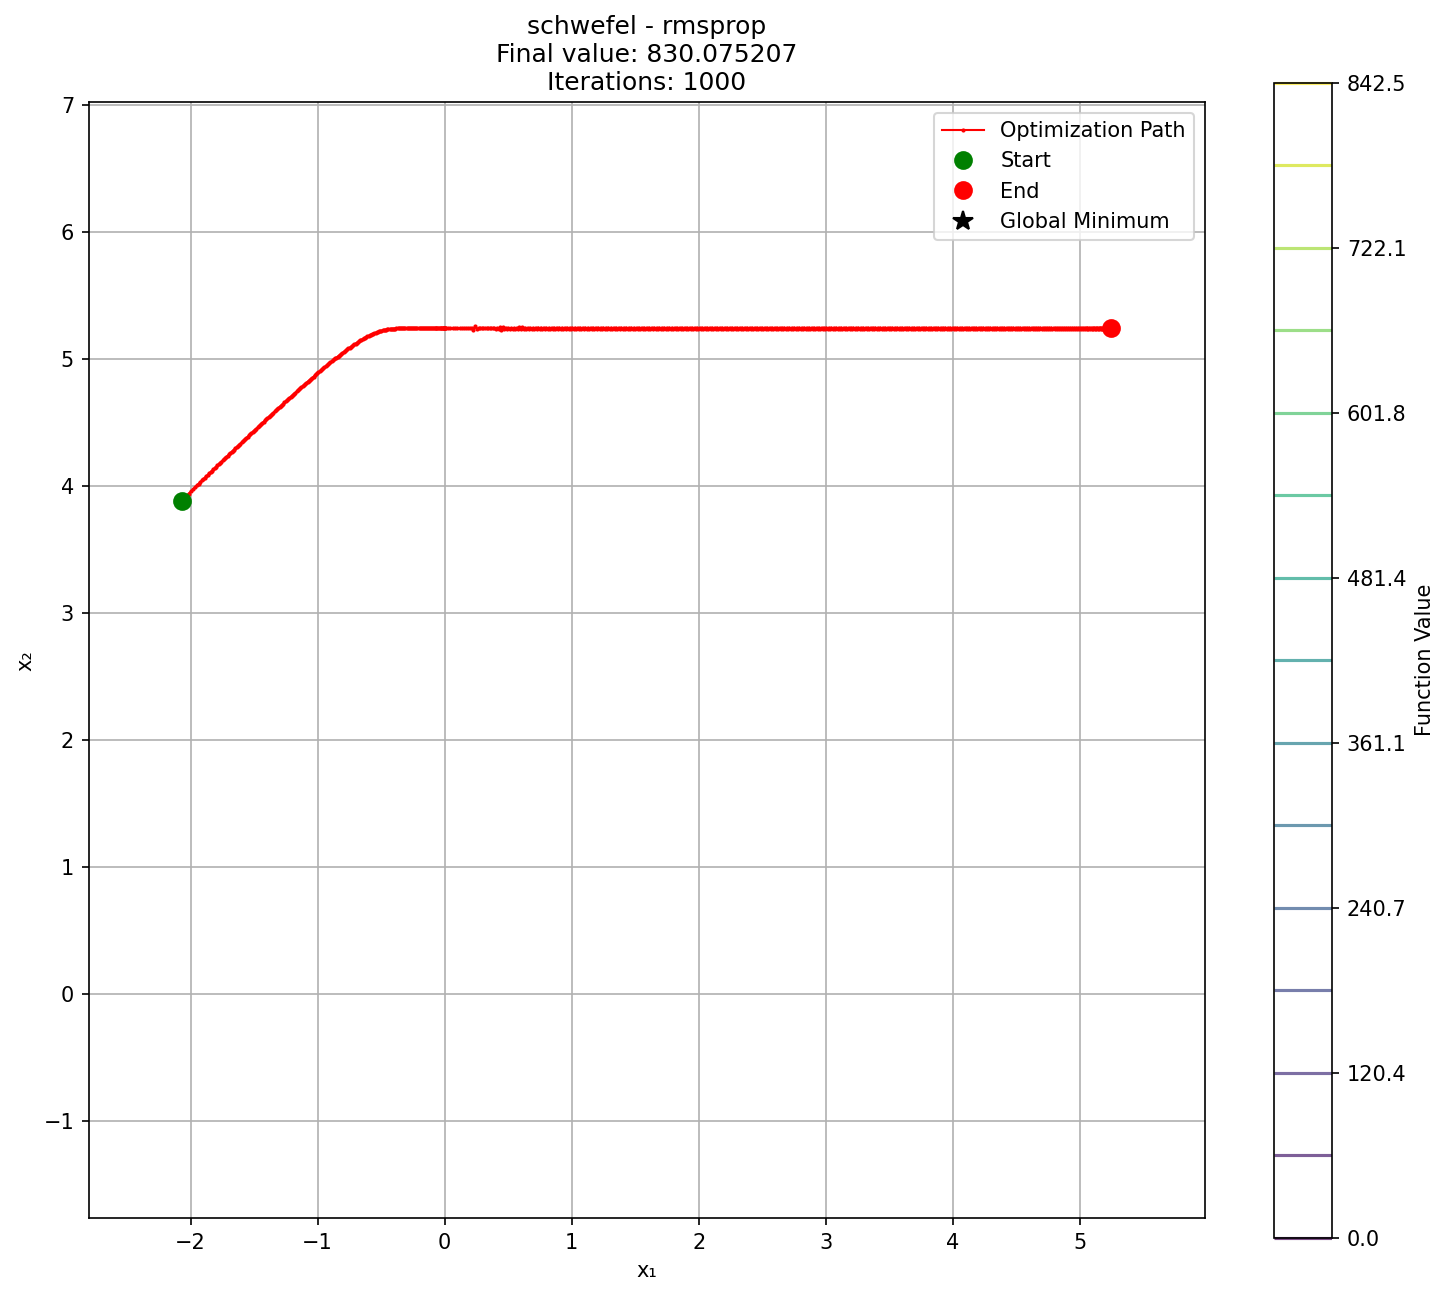 schwefel - rmsprop
Final value: 830.075207
Iterations: 1000
Optimization Path
Start
End
Global Minimum
7
6
5
4
3
2
1
0
−1
x₂
−2
−1
0
1
2
3
4
5
x₁
842.5
722.1
601.8
481.4
361.1
240.7
120.4
0.0
Function Value